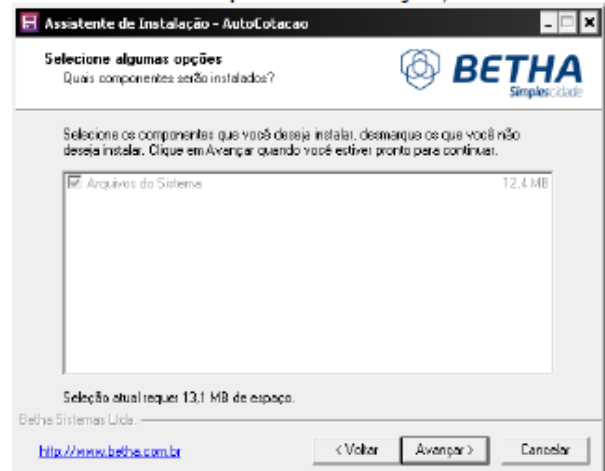 Assistente de Instalação - AutoCotacao
Selecione algumas opções
Quais componentes serão instalados?
BETHA
Simplescidade
Selecione os componentes que você deseja instalar, desmarque os que você não
deseja instalar. Clique em Avançar quando você estiver pronto para continuar.
Arquivos do Sistema 12,4 MB
Seleção atual requer 13,1 MB de espaço.
Betha Sistemas Ltda.
http://www.betha.com.br < Voltar Avançar > Cancelar